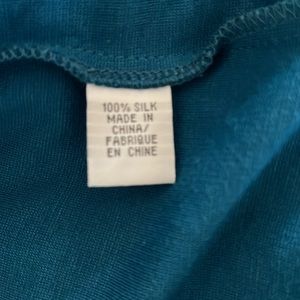 100% SILK
MADE IN
CHINA/
FABRIQUE
EN CHINE